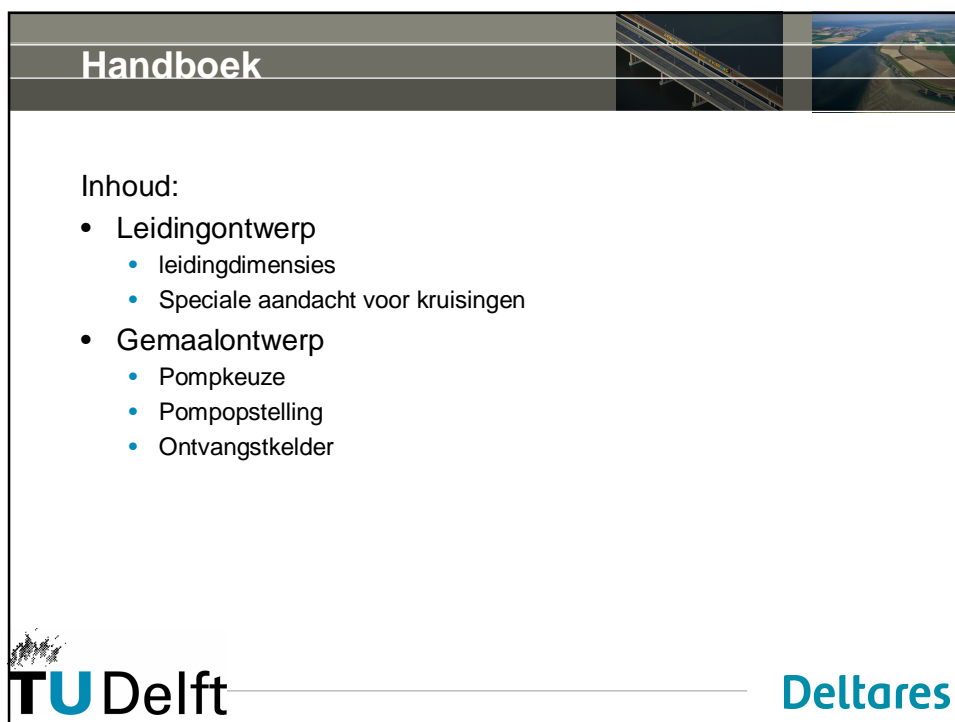 Handboek
Inhoud:
• Leidingontwerp
• leidingdimensies
• Speciale aandacht voor kruisingen
• Gemaalontwerp
• Pompkeuze
• Pompopstelling
• Ontvangstkelder
TU Delft
Deltares